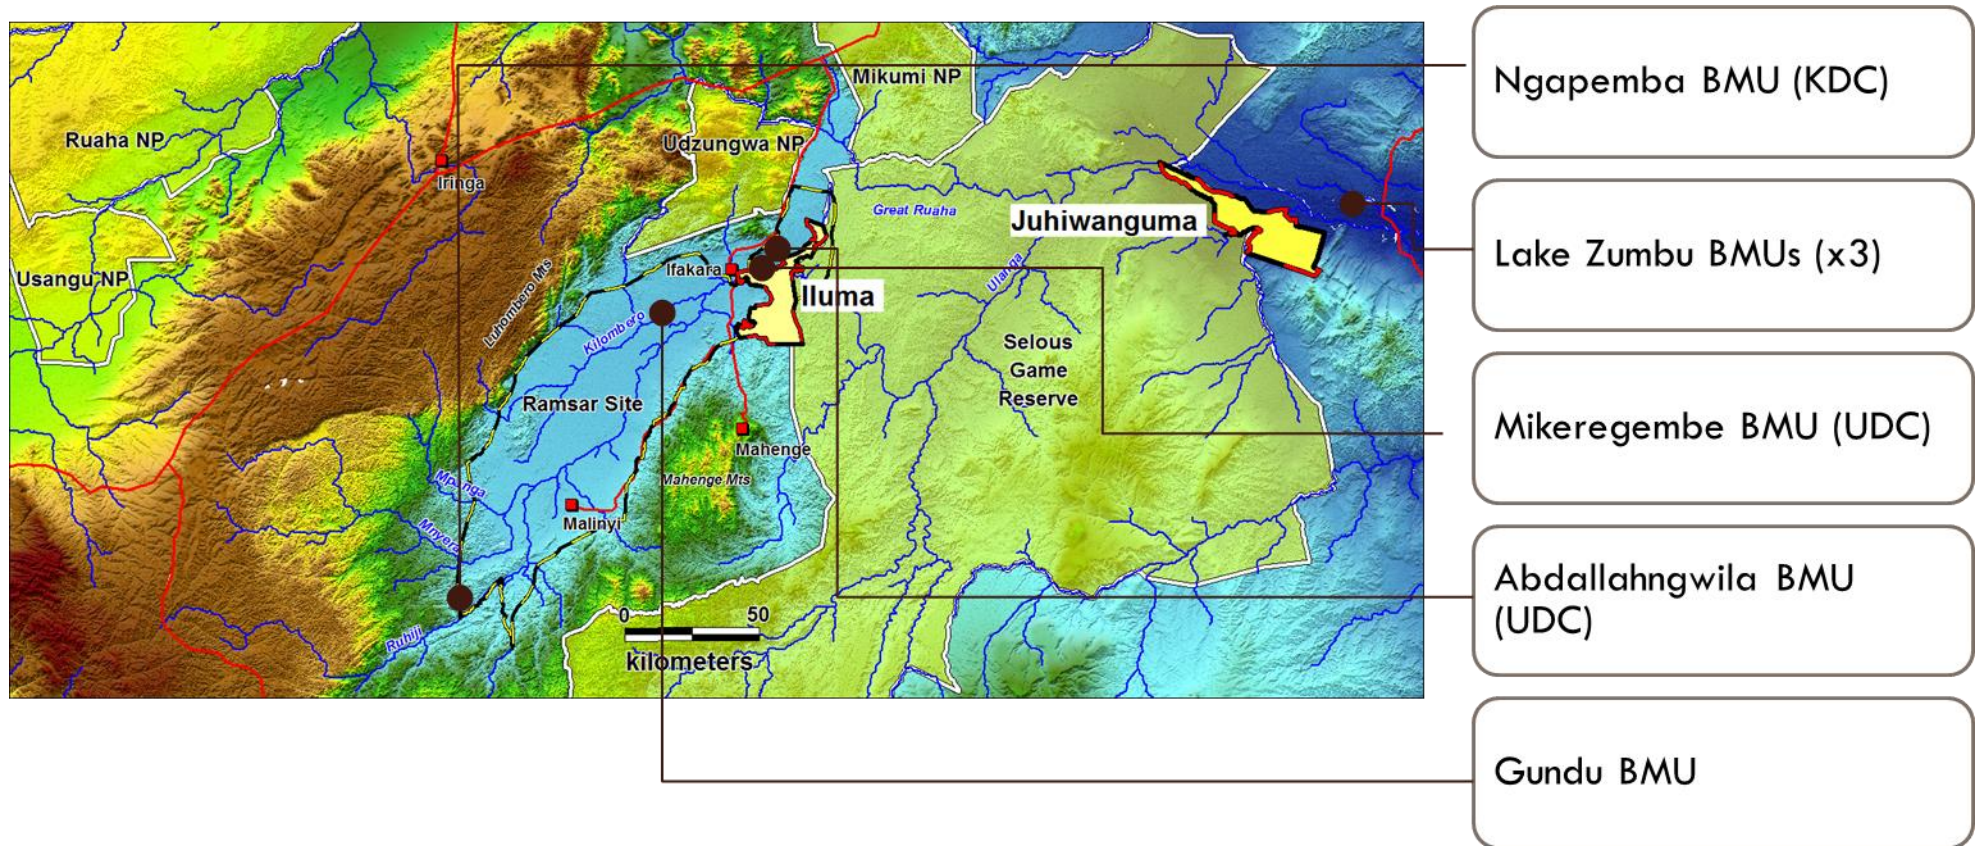 Ngapemba BMU (KDC)
Lake Zumbu BMUs (x3)
Mikeregembe BMU (UDC)
Abdallahngwila BMU
(UDC)
Gundu BMU
Mikumi NP
Ruaha NP
Udzungwa NP
Iringa
Great Ruaha
Juhiwanguma
Usangu NP
Luhombero Mts
Ifakara
Iluma
Ulanga
Kilombero
Selous
Game
Reserve
Ramsar Site
Mahenge
Mahenge Mts
Mpanga
Mnyera
Malinyi
Ruhiji
0 50
kilometers